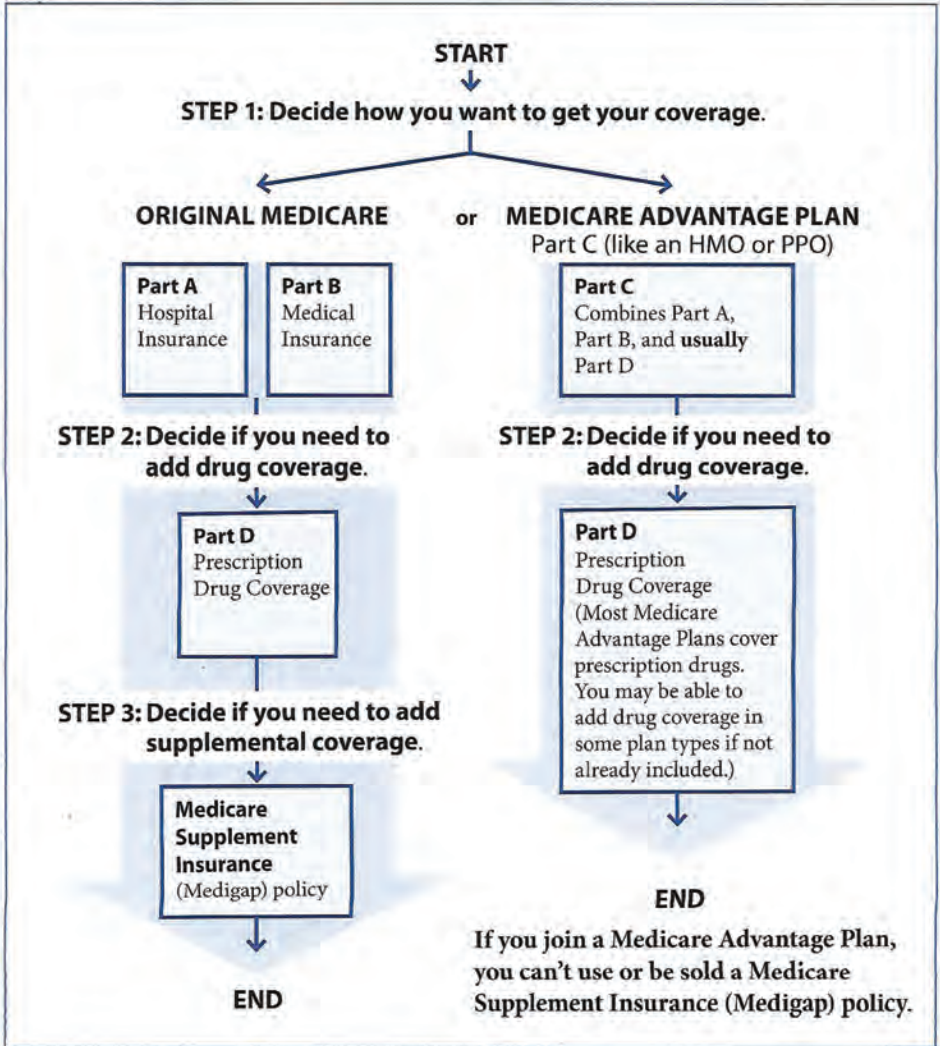 START
STEP 1: Decide how you want to get your coverage.
ORIGINAL MEDICARE
or
MEDICARE ADVANTAGE PLAN
Part C (like an HMO or PPO)
Part A
Hospital
Insurance
Part B
Medical
Insurance
STEP 2: Decide if you need to
add drug coverage.
Part D
Prescription
Drug Coverage
STEP 3: Decide if you need to add
supplemental coverage.
Medicare
Supplement
Insurance
(Medigap) policy
END
Part C
Combines Part A,
Part B, and usually
Part D
STEP 2: Decide if you need to
add drug coverage.
Part D
Prescription
Drug Coverage
(Most Medicare
Advantage Plans cover
prescription drugs.
You may be able to
add drug coverage in
some plan types if not
already included.)
END
If you join a Medicare Advantage Plan,
you can't use or be sold a Medicare
Supplement Insurance (Medigap) policy.